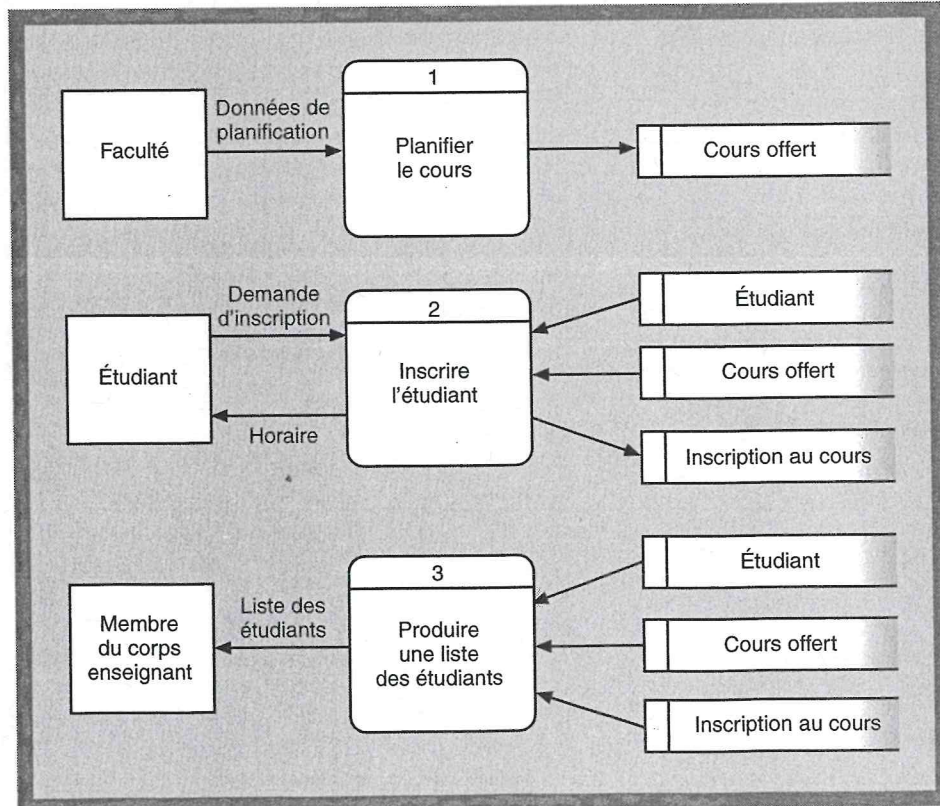 Faculté
Données de
planification
1
Planifier
le cours
Cours offert
Étudiant
Demande
d'inscription
Horaire
2
Inscrire
l'étudiant
Étudiant
Cours offert
Inscription au cours
Membre
du corps
enseignant
Liste des
étudiants
3
Produire
une liste
des étudiants
Étudiant
Cours offert
Inscription au cours